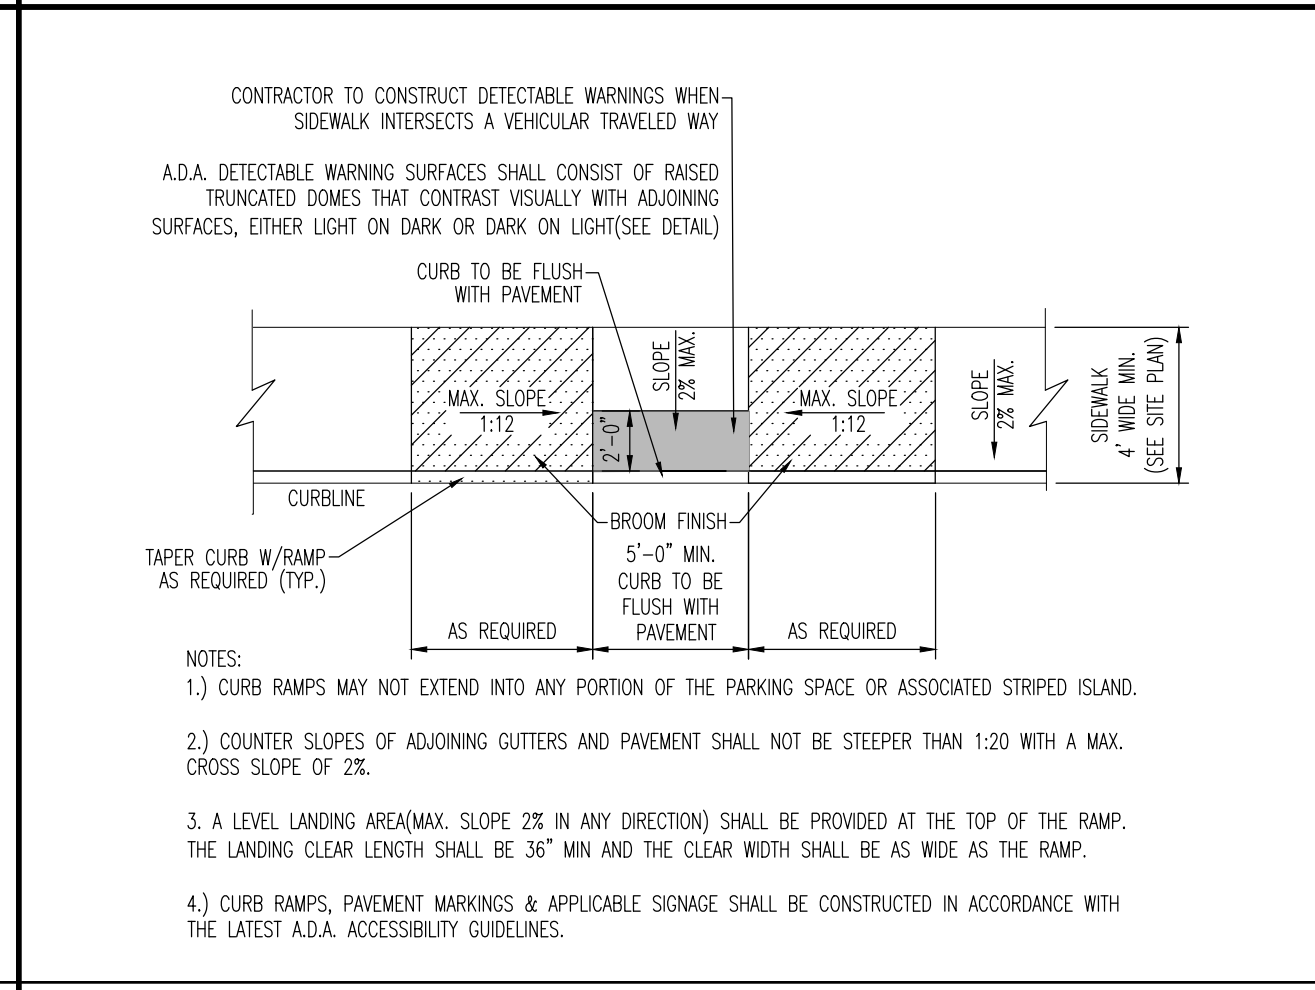 CONTRACTOR TO CONSTRUCT DETECTABLE WARNINGS WHEN
SIDEWALK INTERSECTS A VEHICULAR TRAVELED WAY
A.D.A. DETECTABLE WARNING SURFACES SHALL CONSIST OF RAISED
TRUNCATED DOMES THAT CONTRAST VISUALLY WITH ADJOINING
SURFACES, EITHER LIGHT ON DARK OR DARK ON LIGHT(SEE DETAIL)
CURB TO BE FLUSH
WITH PAVEMENT
MAX. SLOPE
1:12
2'-0"
SLOPE
2% MAX.
MAX. SLOPE
1:12
SLOPE
2% MAX.
SIDEWALK
4' WIDE MIN.
(SEE SITE PLAN)
CURBLINE
TAPER CURB W/RAMP
AS REQUIRED (TYP.)
BROOM FINISH
5'-0" MIN.
CURB TO BE
FLUSH WITH
PAVEMENT
AS REQUIRED
AS REQUIRED
NOTES:
1.) CURB RAMPS MAY NOT EXTEND INTO ANY PORTION OF THE PARKING SPACE OR ASSOCIATED STRIPED ISLAND.
2.) COUNTER SLOPES OF ADJOINING GUTTERS AND PAVEMENT SHALL NOT BE STEEPER THAN 1:20 WITH A MAX.
CROSS SLOPE OF 2%.
3. A LEVEL LANDING AREA(MAX. SLOPE 2% IN ANY DIRECTION) SHALL BE PROVIDED AT THE TOP OF THE RAMP.
THE LANDING CLEAR LENGTH SHALL BE 36" MIN AND THE CLEAR WIDTH SHALL BE AS WIDE AS THE RAMP.
4.) CURB RAMPS, PAVEMENT MARKINGS & APPLICABLE SIGNAGE SHALL BE CONSTRUCTED IN ACCORDANCE WITH
THE LATEST A.D.A. ACCESSIBILITY GUIDELINES.